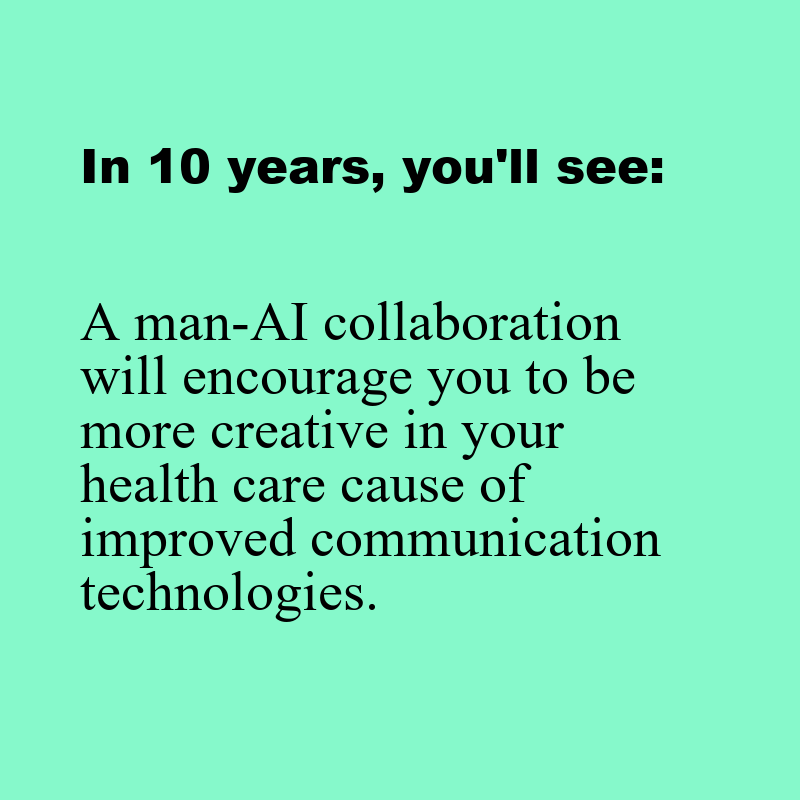 In 10 years, you'll see:
A man-AI collaboration
will encourage you to be
more creative in your
health care cause of
improved communication
technologies.